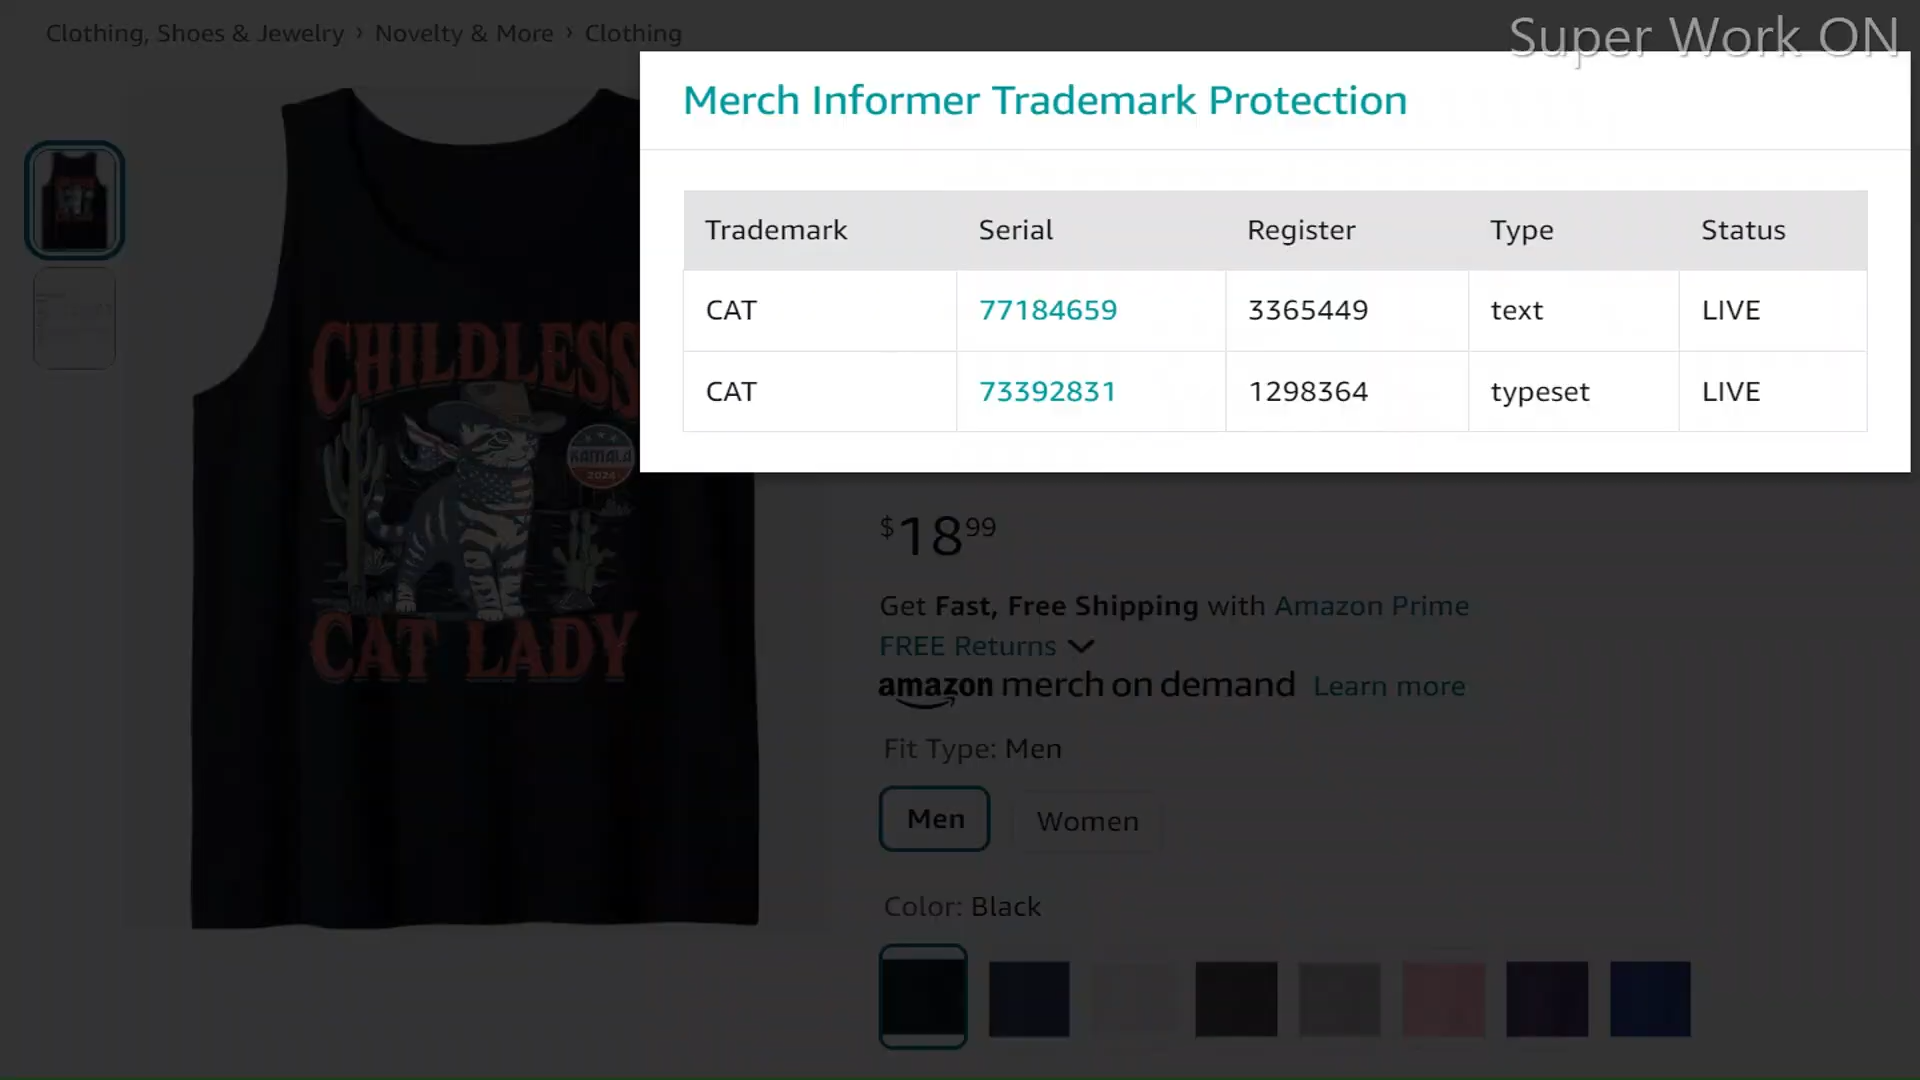 Clothing, Shoes & Jewelry › Novelty & More › Clothing
Super Work ON
Merch Informer Trademark Protection
Trademark Serial Register Type Status
CAT 77184659 3365449 text LIVE
CAT 73392831 1298364 typeset LIVE
CHILDLESS
KAMALA
2024
CAT LADY
$18.99
Get Fast, Free Shipping with Amazon Prime
FREE Returns
amazon merch on demand Learn more
Fit Type: Men
Men Women
Color: Black